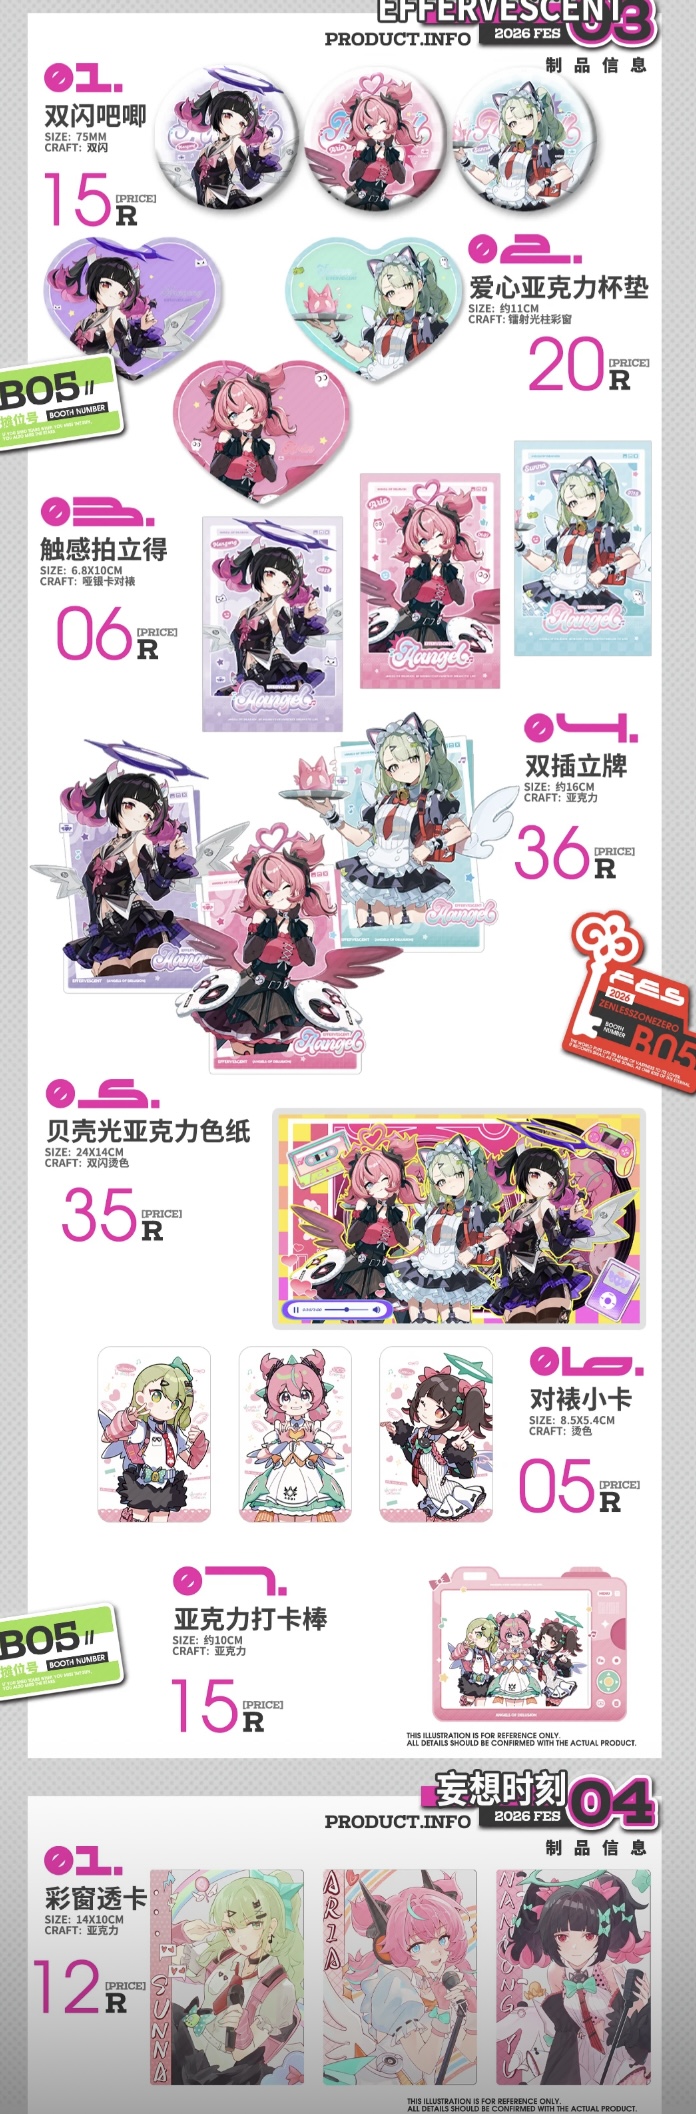 EFFERVESCENT
03
2026 FES
PRODUCT.INFO
制品信息
01.
双闪吧唧
SIZE: 75MM
CRAFT: 双闪
15
[PRICE]
R
02.
爱心亚克力杯垫
SIZE: 约11CM
CRAFT: 镭射光柱彩窗
20
[PRICE]
R
B05
摊位号
BOOTH NUMBER
03.
触感拍立得
SIZE: 6.8X10CM
CRAFT: 哑银卡对裱
06
[PRICE]
R
Aria
Sunna
Aangel
Aangel
Aangel
04.
双插立牌
SIZE: 约16CM
CRAFT: 亚克力
36
[PRICE]
R
Aangel
Aangel
EFFERVESCENT
FES
2026
ZENLESSZONEZERO
BOOTH
NUMBER
B05
05.
贝壳光亚克力色纸
SIZE: 24X14CM
CRAFT: 双闪烫色
35
[PRICE]
R
06.
对裱小卡
SIZE: 8.5X5.4CM
CRAFT: 烫色
05
[PRICE]
R
07.
亚克力打卡棒
SIZE: 约10CM
CRAFT: 亚克力
15
[PRICE]
R
B05
摊位号
BOOTH NUMBER
THIS ILLUSTRATION IS FOR REFERENCE ONLY.
ALL DETAILS SHOULD BE CONFIRMED WITH THE ACTUAL PRODUCT.
妄想时刻
04
2026 FES
PRODUCT.INFO
制品信息
01.
彩窗透卡
SIZE: 14X10CM
CRAFT: 亚克力
12
[PRICE]
R
SUNNA
ARIA
NANGONG YU
THIS ILLUSTRATION IS FOR REFERENCE ONLY.
ALL DETAILS SHOULD BE CONFIRMED WITH THE ACTUAL PRODUCT.